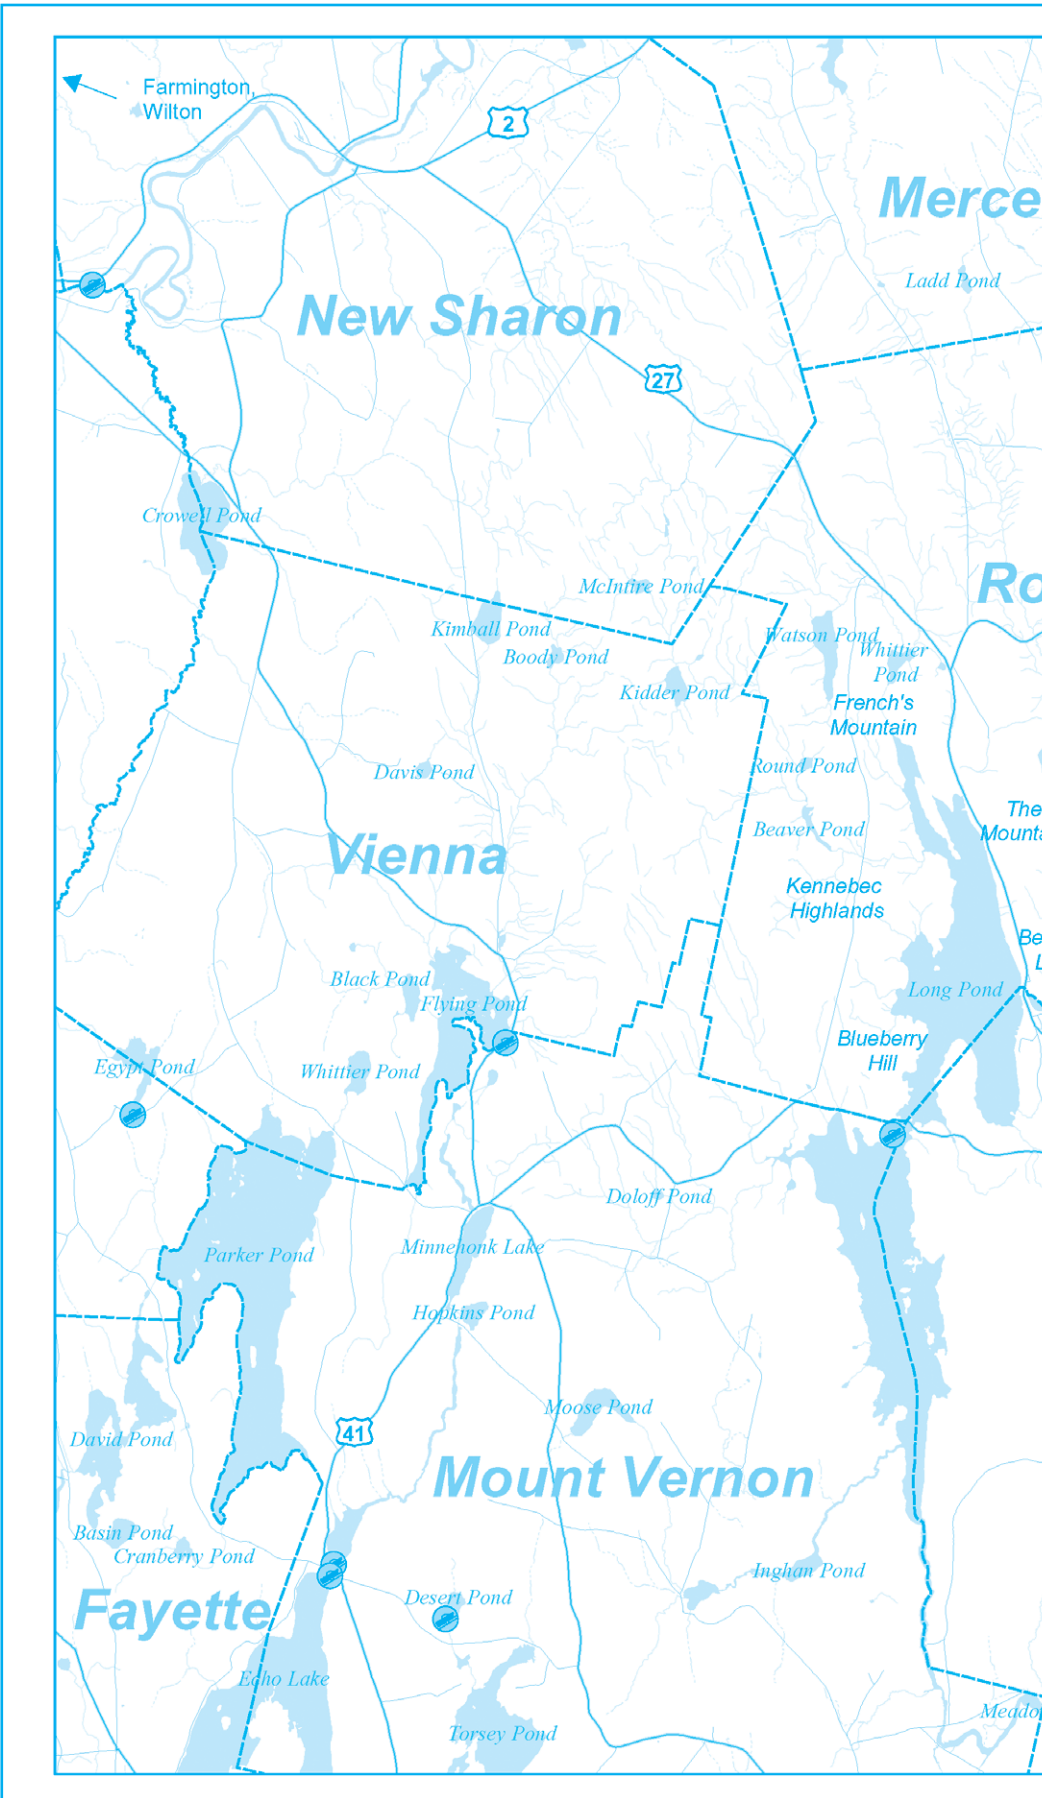 Farmington,
Wilton
2
Merce
Ladd Pond
New Sharon
27
Crowell Pond
McIntire Pond
Ro
Kimball Pond
Watson Pond
Boody Pond
Whittier
Pond
Kidder Pond
French's
Mountain
Davis Pond
Round Pond
The
Mounta
Beaver Pond
Vienna
Kennebec
Highlands
Be
L
Black Pond
Flying Pond
Long Pond
Blueberry
Hill
Egypt Pond
Whittier Pond
Doloff Pond
Parker Pond
Minnehonk Lake
Hopkins Pond
Moose Pond
David Pond
41
Mount Vernon
Basin Pond
Cranberry Pond
Inghan Pond
Desert Pond
Fayette
Echo Lake
Meado
Torsey Pond